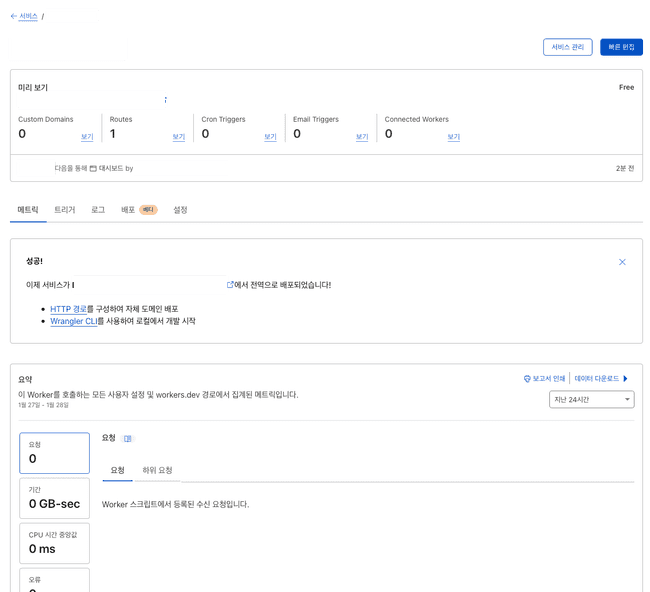 ← 서비스 /
서비스 관리 빠른 편집
미리 보기 Free
Custom Domains Routes Cron Triggers Email Triggers Connected Workers
0 보기 1 보기 0 보기 0 보기 0 보기
다음을 통해 대시보드 by 2분 전
메트릭 트리거 로그 배포 베타 설정
성공!
이제 서비스가 에서 전역으로 배포되었습니다!
• HTTP 경로를 구성하여 자체 도메인 배포
• Wrangler CLI를 사용하여 로컬에서 개발 시작
요약 보고서 인쇄 데이터 다운로드
이 Worker를 호출하는 모든 사용자 설정 및 workers.dev 경로에서 집계된 메트릭입니다.
1월 27일 - 1월 28일 지난 24시간
요청
0
기간
0 GB-sec
CPU 시간 중앙값
0 ms
오류
요청
요청 하위 요청
Worker 스크립트에서 등록된 수신 요청입니다.